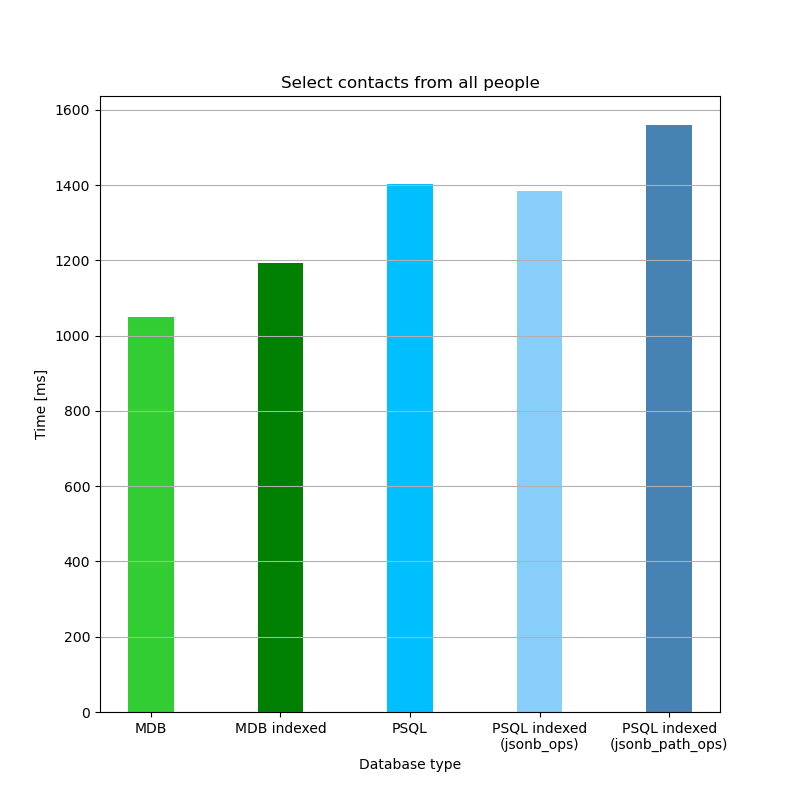 Select contacts from all people
Time [ms]
1600
1400
1200
1000
800
600
400
200
0
MDB
MDB indexed
PSQL
PSQL indexed
(jsonb_ops)
PSQL indexed
(jsonb_path_ops)
Database type